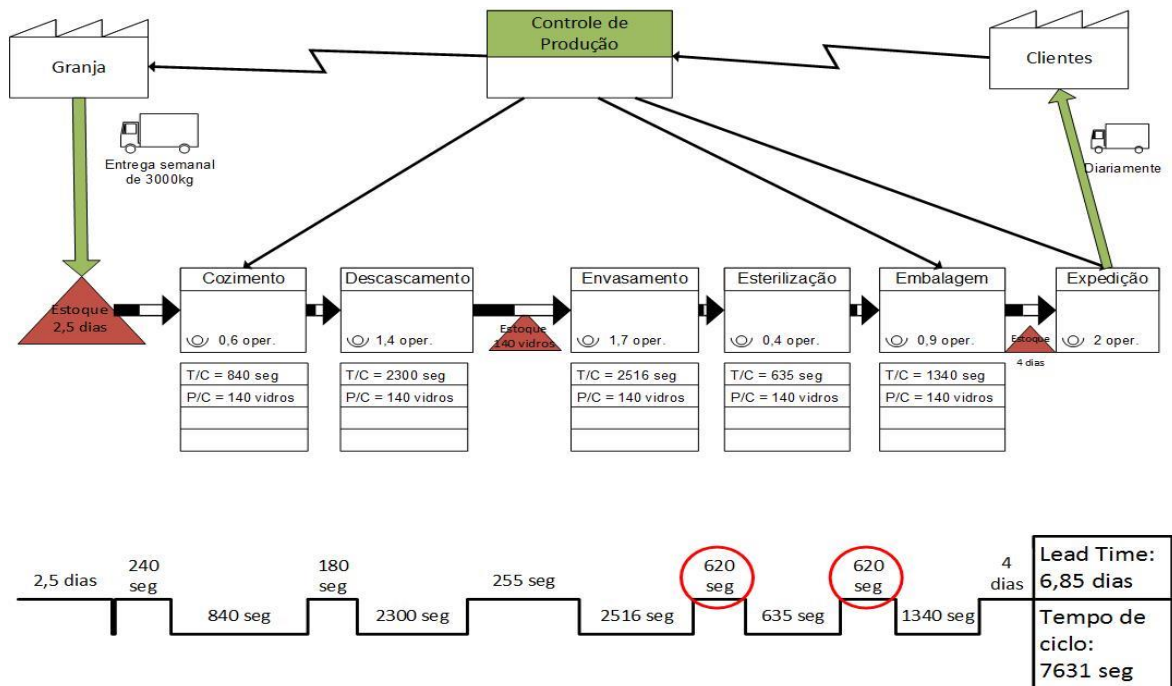 Controle de
Produção
Granja
Clientes
Entrega semanal
de 3000kg
Diariamente
Estoque
2,5 dias
Cozimento
0,6 oper.
T/C = 840 seg
P/C = 140 vidros
Descascamento
1,4 oper.
T/C = 2300 seg
P/C = 140 vidros
Estoque
140 vidros
Envasamento
1,7 oper.
T/C = 2516 seg
P/C = 140 vidros
Esterilização
0,4 oper.
T/C = 635 seg
P/C = 140 vidros
Embalagem
0,9 oper.
T/C = 1340 seg
P/C = 140 vidros
Estoque
4 dias
Expedição
2 oper.
2,5 dias
240
seg
840 seg
180
seg
2300 seg
255 seg
2516 seg
620
seg
635 seg
620
seg
1340 seg
4
dias
Lead Time:
6,85 dias
Tempo de
ciclo:
7631 seg